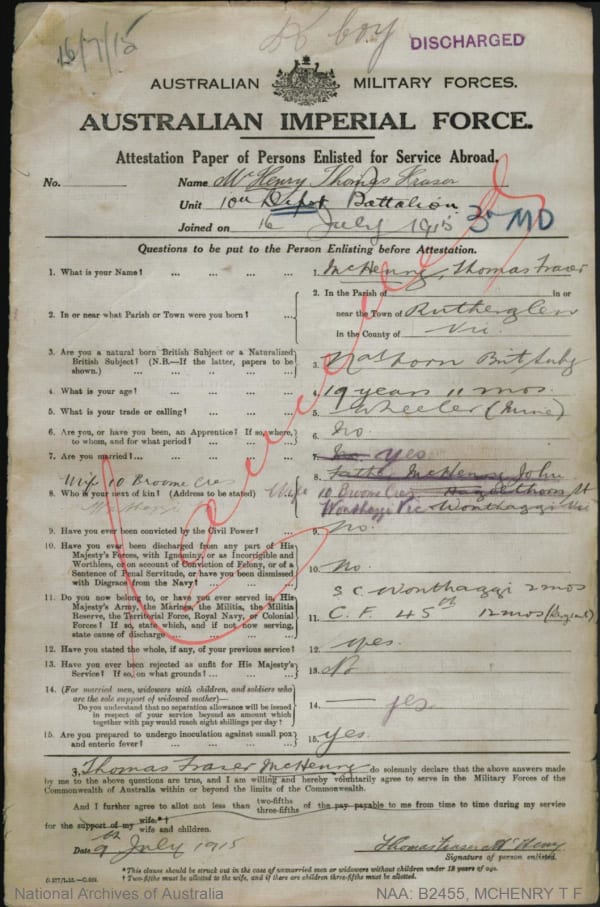 16/7/15
boy
DISCHARGED
AUSTRALIAN MILITARY FORCES.
AUSTRALIAN IMPERIAL FORCE.
Attestation Paper of Persons Enlisted for Service Abroad.
No. Name McHenry Thomas Fraser
Unit 10th Depot Battalion
Joined on 16 July 1915 3 MD
Cancelled
Questions to be put to the Person Enlisting before Attestation.
1. What is your Name? ... ... ... ... 1. McHenry, Thomas Fraser
2. In or near what Parish or Town were you born? ... 2. In the Parish of in or
near the Town of Rutherglen
in the County of Vic.
3. Are you a natural born British Subject or a Naturalized
British Subject? (N.B.—If the latter, papers to be
shown.) ... ... ... ... ... 3. Nat born Brit Subj
4. What is your age? ... ... ... ... 4. 19 years 11 mos.
5. What is your trade or calling? ... ... ... 5. Wheeler (Mine)
6. Are you, or have you been, an Apprentice? If so, where,
to whom, and for what period? ... ... ... 6. No.
7. Are you married?... ... ... ... ... 7. No. yes
Wife 10 Broome Cres
8. Who is your next of kin? (Address to be stated) Wife 8. Father McHenry John
Wonthaggi 10 Broome Cres. Hazelthorn St
Wonthaggi Vic Wonthaggi Vic
9. Have you ever been convicted by the Civil Power? ... 9. No.
10. Have you ever been discharged from any part of His
Majesty's Forces, with Ignominy, or as Incorrigible and
Worthless, or on account of Conviction of Felony, or of a
Sentence of Penal Servitude, or have you been dismissed
with Disgrace from the Navy? ... ... ... 10. No.
11. Do you now belong to, or have you ever served in, His
Majesty's Army, the Marines, the Militia, the Militia
Reserve, the Territorial Force, Royal Navy, or Colonial
Forces? If so, state which, and if not now serving,
state cause of discharge ... ... ... 11. S. C. Wonthaggi 2 mos
C. F. 45th 12 mos
12. Have you stated the whole, if any, of your previous service? 12. yes.
13. Have you ever been rejected as unfit for His Majesty's
Service? If so, on what grounds? ... ... ... 13. No
14. (For married men, widowers with children, and soldiers who
are the sole support of widowed mother)—
Do you understand that no separation allowance will be issued
in respect of your service beyond an amount which
together with pay would reach eight shillings per day? 14. yes.
15. Are you prepared to undergo inoculation against small pox
and enteric fever? ... ... ... ... 15. yes.
I, Thomas Fraser McHenry do solemnly declare that the above answers made
by me to the above questions are true, and I am willing and hereby voluntarily agree to serve in the Military Forces of the
Commonwealth of Australia within or beyond the limits of the Commonwealth.
And I further agree to allot not less than two-fifths three-fifths of the pay payable to me from time to time during my service
for the support of my wife.*† wife and children.
Date 9th July 1915 Thomas Fraser McHenry
Signature of person enlisted.
*This clause should be struck out in the case of unmarried men or widowers without children under 18 years of age.
† Two-fifths must be allotted to the wife, and if there are children three-fifths must be allotted.
National Archives of Australia NAA: B2455, MCHENRY T F